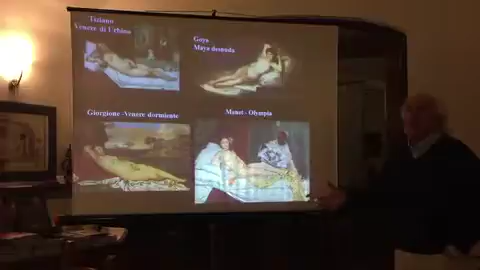 Tiziano
Venere di Urbino
Goya
Maya desnuda
Giorgione -Venere dormiente
Manet - Olympia